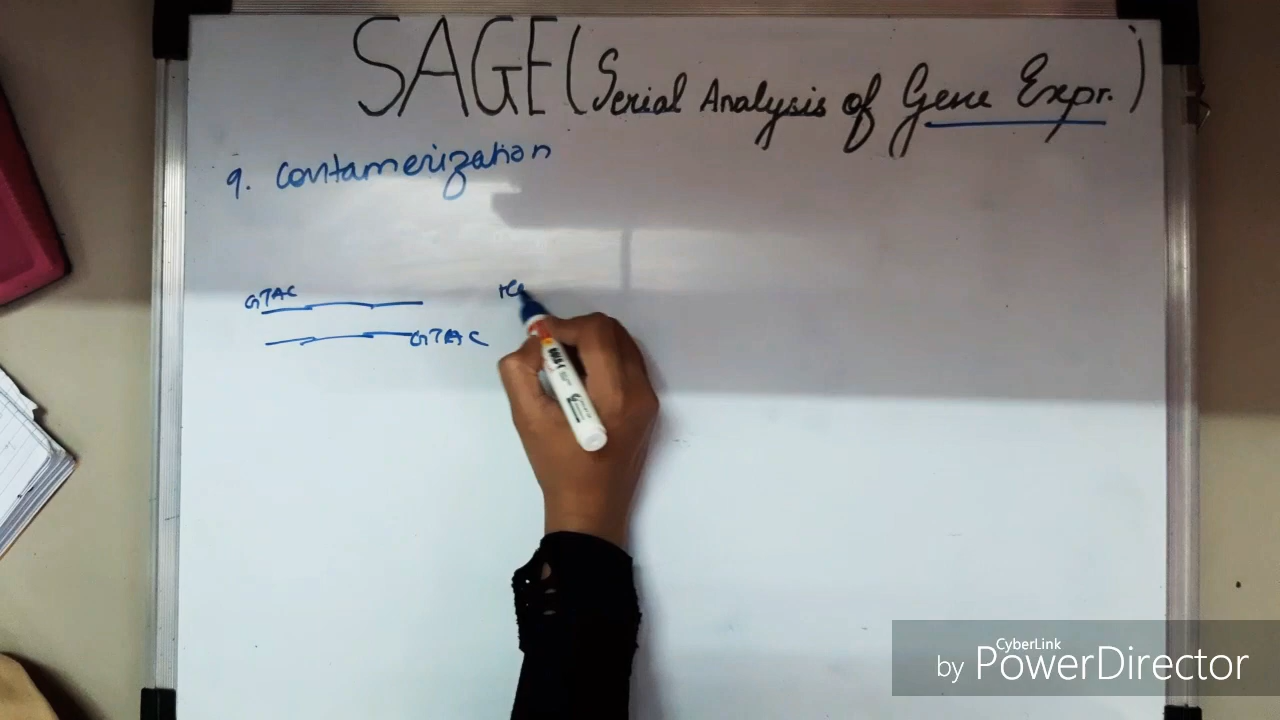 SAGE (Serial Analysis of Gene Expr.)
9. Contamerization
GTAC
GTAC
CyberLink
by PowerDirector